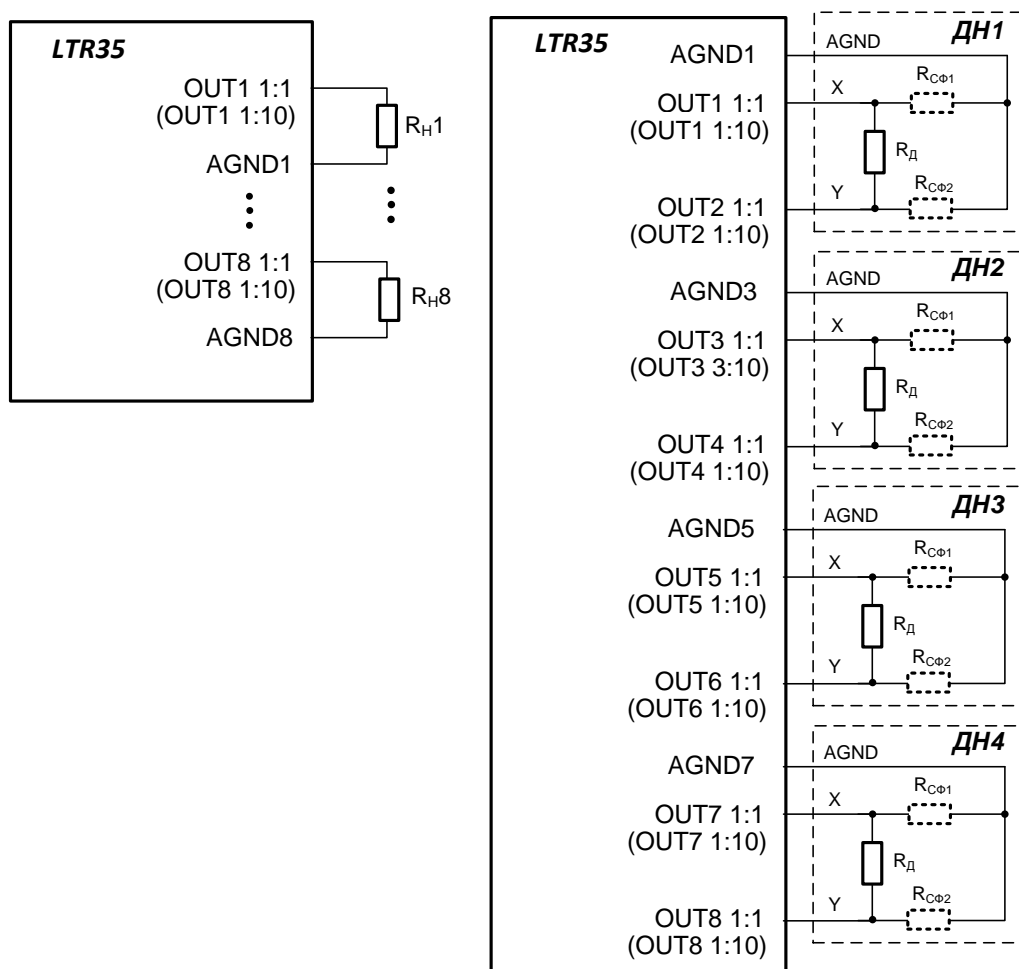 LTR35
OUT1 1:1
(OUT1 1:10)
AGND1
OUT8 1:1
(OUT8 1:10)
AGND8
RН1
RН8
LTR35
AGND1
OUT1 1:1
(OUT1 1:10)
OUT2 1:1
(OUT2 1:10)
AGND3
OUT3 1:1
(OUT3 3:10)
OUT4 1:1
(OUT4 1:10)
AGND5
OUT5 1:1
(OUT5 1:10)
OUT6 1:1
(OUT6 1:10)
AGND7
OUT7 1:1
(OUT7 1:10)
OUT8 1:1
(OUT8 1:10)
AGND
ДН1
X
RСФ1
RД
Y
RСФ2
AGND
ДН2
X
RСФ1
RД
Y
RСФ2
AGND
ДН3
X
RСФ1
RД
Y
RСФ2
AGND
ДН4
X
RСФ1
RД
Y
RСФ2